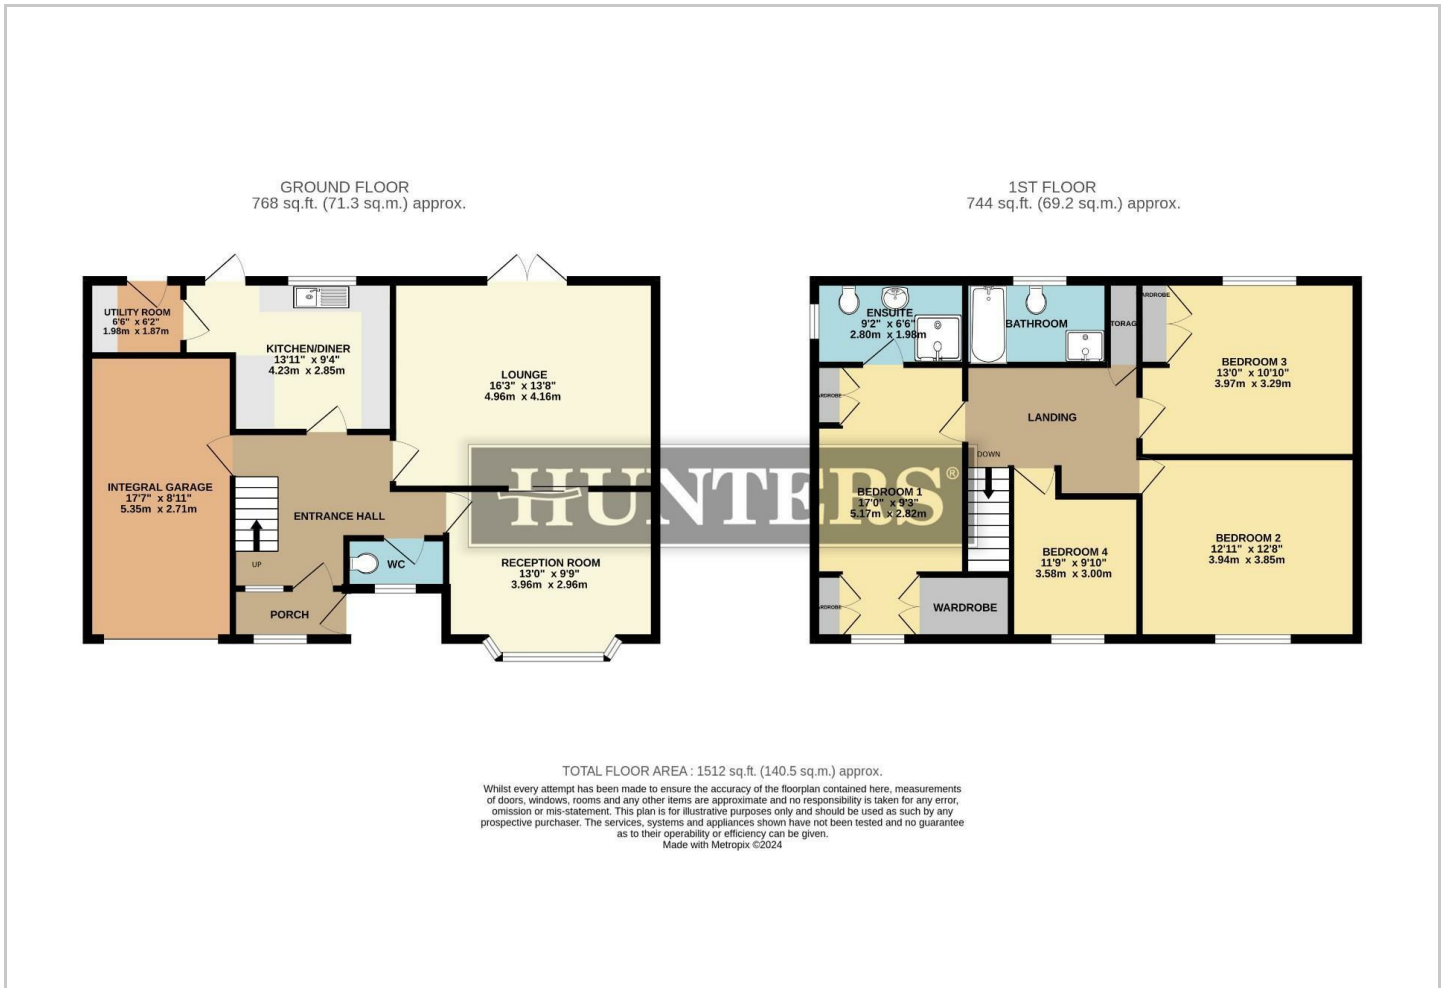 GROUND FLOOR
768 sq.ft. (71.3 sq.m.) approx.
UTILITY ROOM
6'6" x 6'2"
1.98m x 1.87m
KITCHEN/DINER
13'11" x 9'4"
4.23m x 2.85m
LOUNGE
16'3" x 13'8"
4.96m x 4.16m
INTEGRAL GARAGE
17'7" x 8'11"
5.35m x 2.71m
ENTRANCE HALL
UP
WC
PORCH
RECEPTION ROOM
13'0" x 9'9"
3.96m x 2.96m
HUNTERS®
1ST FLOOR
744 sq.ft. (69.2 sq.m.) approx.
ENSUITE
9'2" x 6'6"
2.80m x 1.98m
BATHROOM
TORAG
ARDROBE
BEDROOM 3
13'0" x 10'10"
3.97m x 3.29m
ARDROBE
LANDING
DOWN
BEDROOM 1
17'0" x 9'3"
5.17m x 2.82m
BEDROOM 4
11'9" x 9'10"
3.58m x 3.00m
BEDROOM 2
12'11" x 12'8"
3.94m x 3.85m
ARDROBE
WARDROBE
TOTAL FLOOR AREA : 1512 sq.ft. (140.5 sq.m.) approx.
Whilst every attempt has been made to ensure the accuracy of the floorplan contained here, measurements
of doors, windows, rooms and any other items are approximate and no responsibility is taken for any error,
omission or mis-statement. This plan is for illustrative purposes only and should be used as such by any
prospective purchaser. The services, systems and appliances shown have not been tested and no guarantee
as to their operability or efficiency can be given.
Made with Metropix ©2024